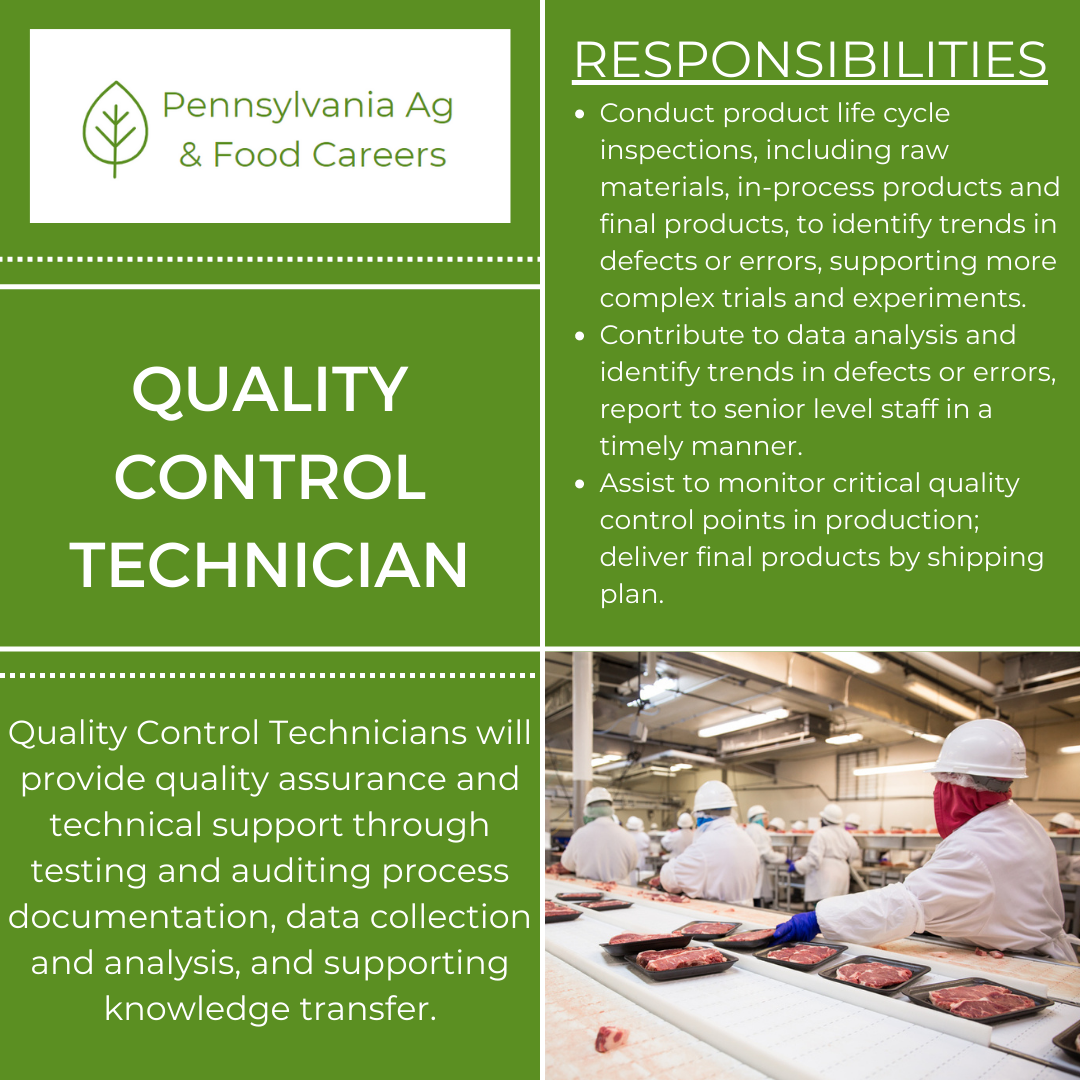 Pennsylvania Ag
& Food Careers
QUALITY
CONTROL
TECHNICIAN
Quality Control Technicians will
provide quality assurance and
technical support through
testing and auditing process
documentation, data collection
and analysis, and supporting
knowledge transfer.
RESPONSIBILITIES
• Conduct product life cycle
inspections, including raw
materials, in-process products and
final products, to identify trends in
defects or errors, supporting more
complex trials and experiments.
• Contribute to data analysis and
identify trends in defects or errors,
report to senior level staff in a
timely manner.
• Assist to monitor critical quality
control points in production;
deliver final products by shipping
plan.